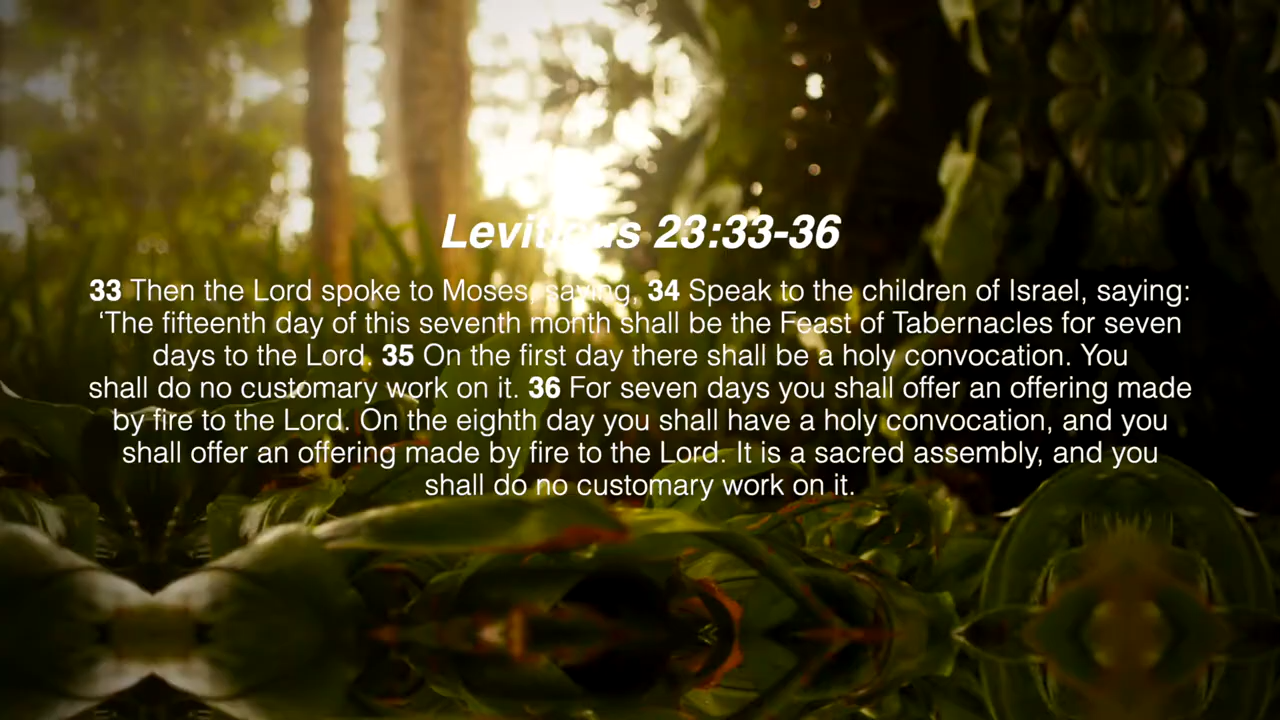 Leviticus 23:33-36
33 Then the Lord spoke to Moses, saying, 34 Speak to the children of Israel, saying:
‘The fifteenth day of this seventh month shall be the Feast of Tabernacles for seven
days to the Lord. 35 On the first day there shall be a holy convocation. You
shall do no customary work on it. 36 For seven days you shall offer an offering made
by fire to the Lord. On the eighth day you shall have a holy convocation, and you
shall offer an offering made by fire to the Lord. It is a sacred assembly, and you
shall do no customary work on it.